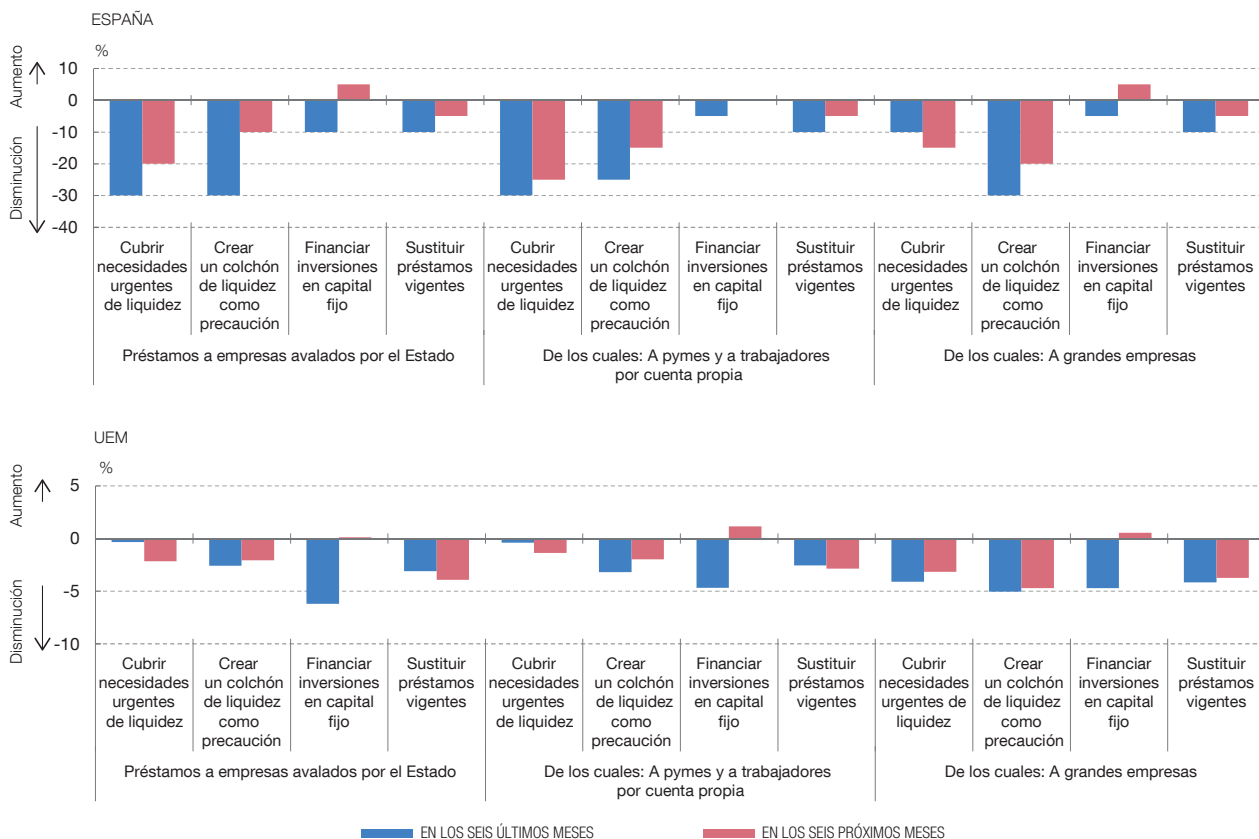 ESPAÑA
%
Aumento
Disminución
10
0
-10
-20
-30
-40
Cubrir necesidades urgentes de liquidez
Crear un colchón de liquidez como precaución
Financiar inversiones en capital fijo
Sustituir préstamos vigentes
Cubrir necesidades urgentes de liquidez
Crear un colchón de liquidez como precaución
Financiar inversiones en capital fijo
Sustituir préstamos vigentes
Cubrir necesidades urgentes de liquidez
Crear un colchón de liquidez como precaución
Financiar inversiones en capital fijo
Sustituir préstamos vigentes
Préstamos a empresas avalados por el Estado
De los cuales: A pymes y a trabajadores
por cuenta propia
De los cuales: A grandes empresas
UEM
%
Aumento
Disminución
5
0
-5
-10
Cubrir necesidades urgentes de liquidez
Crear un colchón de liquidez como precaución
Financiar inversiones en capital fijo
Sustituir préstamos vigentes
Cubrir necesidades urgentes de liquidez
Crear un colchón de liquidez como precaución
Financiar inversiones en capital fijo
Sustituir préstamos vigentes
Cubrir necesidades urgentes de liquidez
Crear un colchón de liquidez como precaución
Financiar inversiones en capital fijo
Sustituir préstamos vigentes
Préstamos a empresas avalados por el Estado
De los cuales: A pymes y a trabajadores
por cuenta propia
De los cuales: A grandes empresas
EN LOS SEIS ÚLTIMOS MESES
EN LOS SEIS PRÓXIMOS MESES